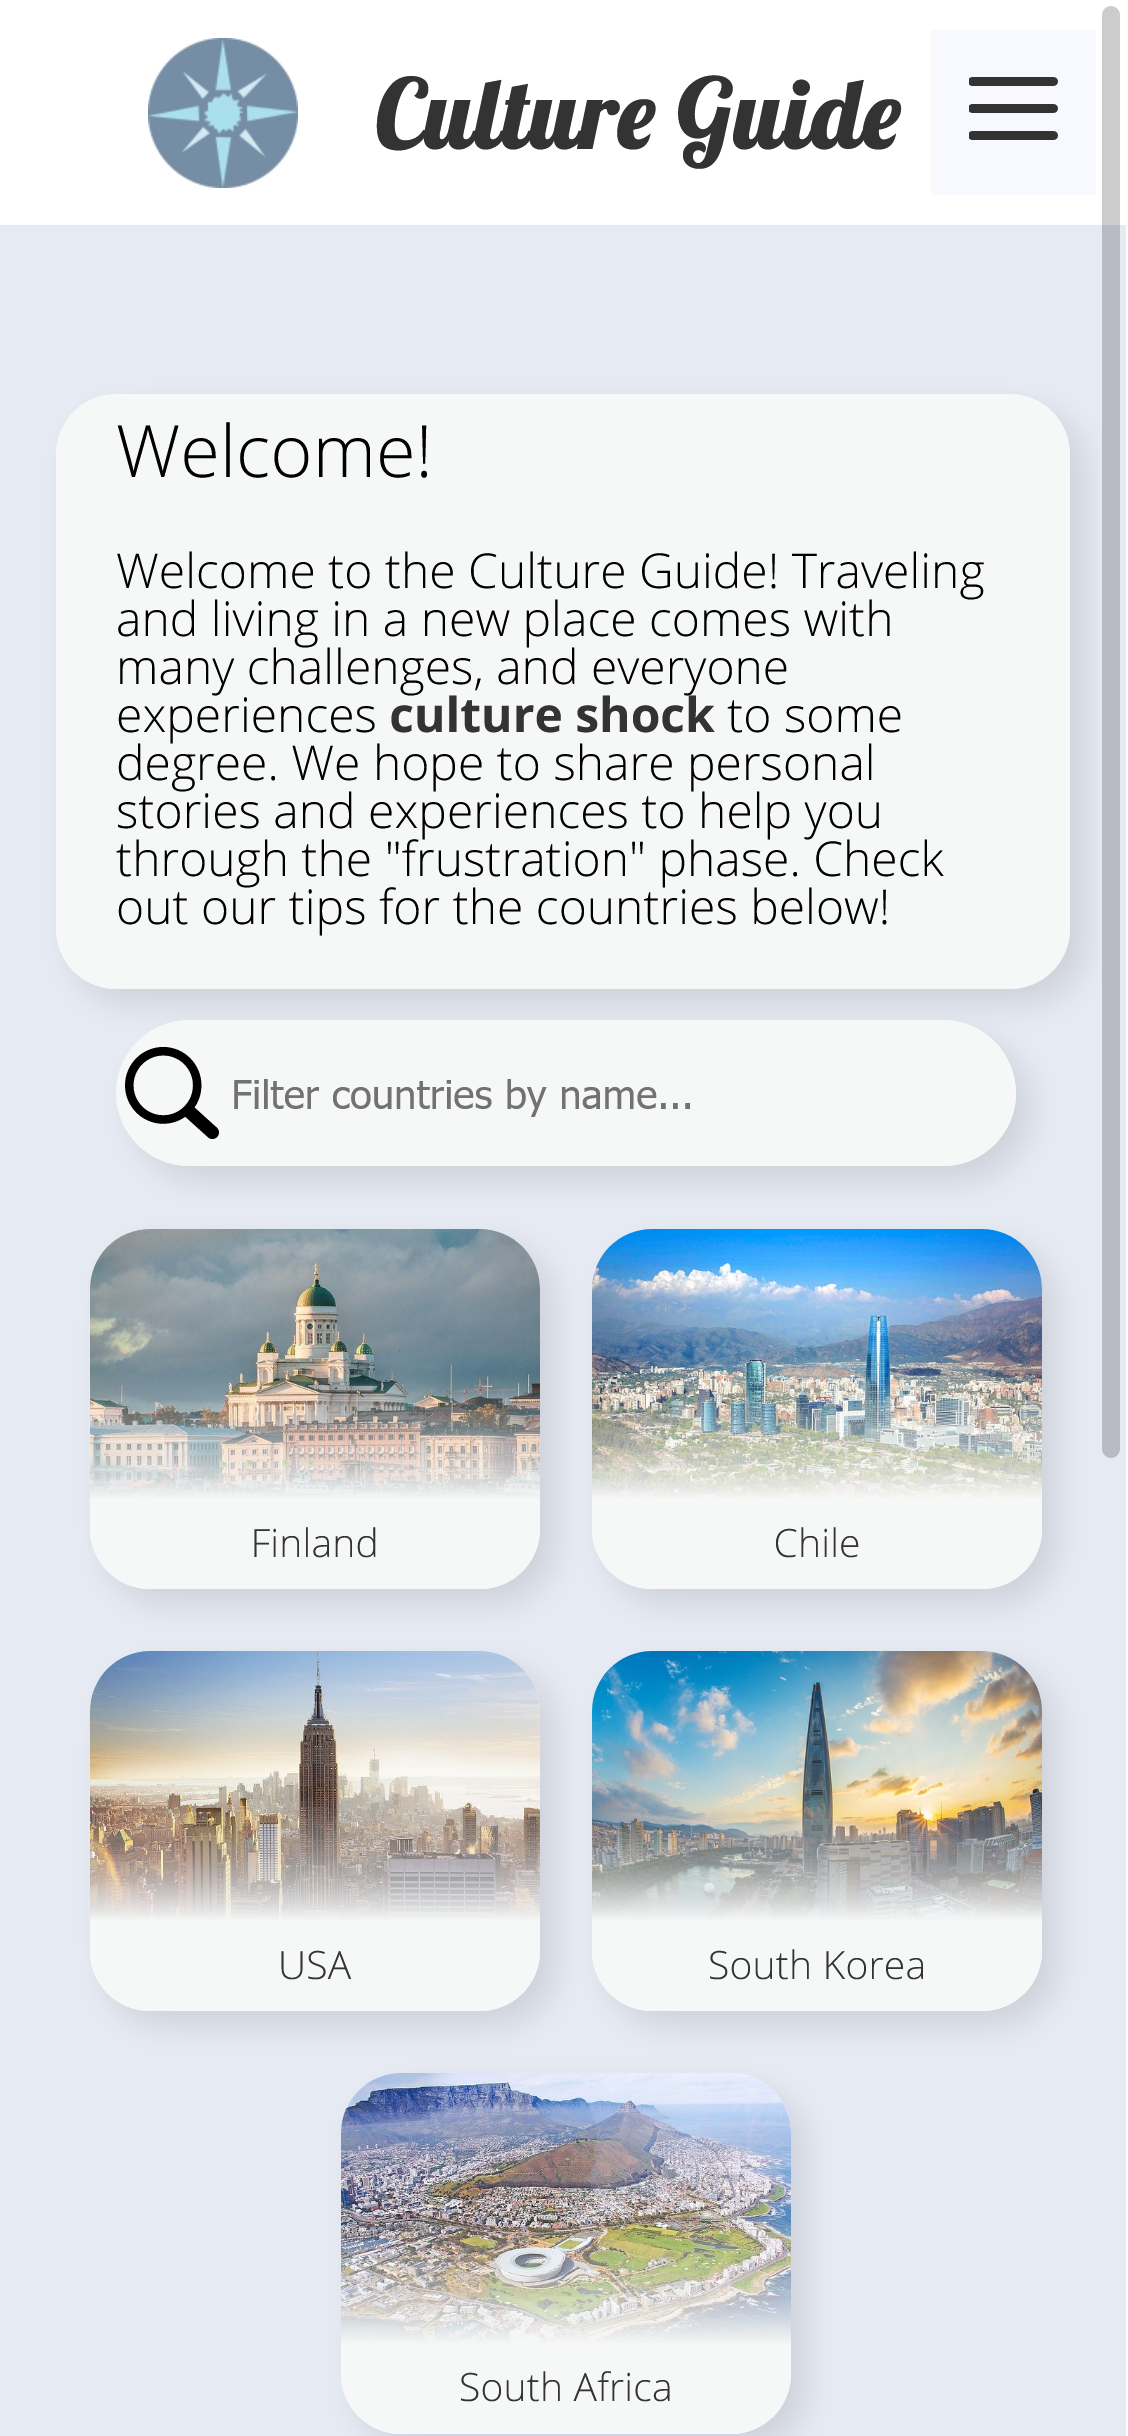 Culture Guide
Welcome!
Welcome to the Culture Guide! Traveling
and living in a new place comes with
many challenges, and everyone
experiences culture shock to some
degree. We hope to share personal
stories and experiences to help you
through the "frustration" phase. Check
out our tips for the countries below!
Filter countries by name...
Finland
Chile
USA
South Korea
South Africa